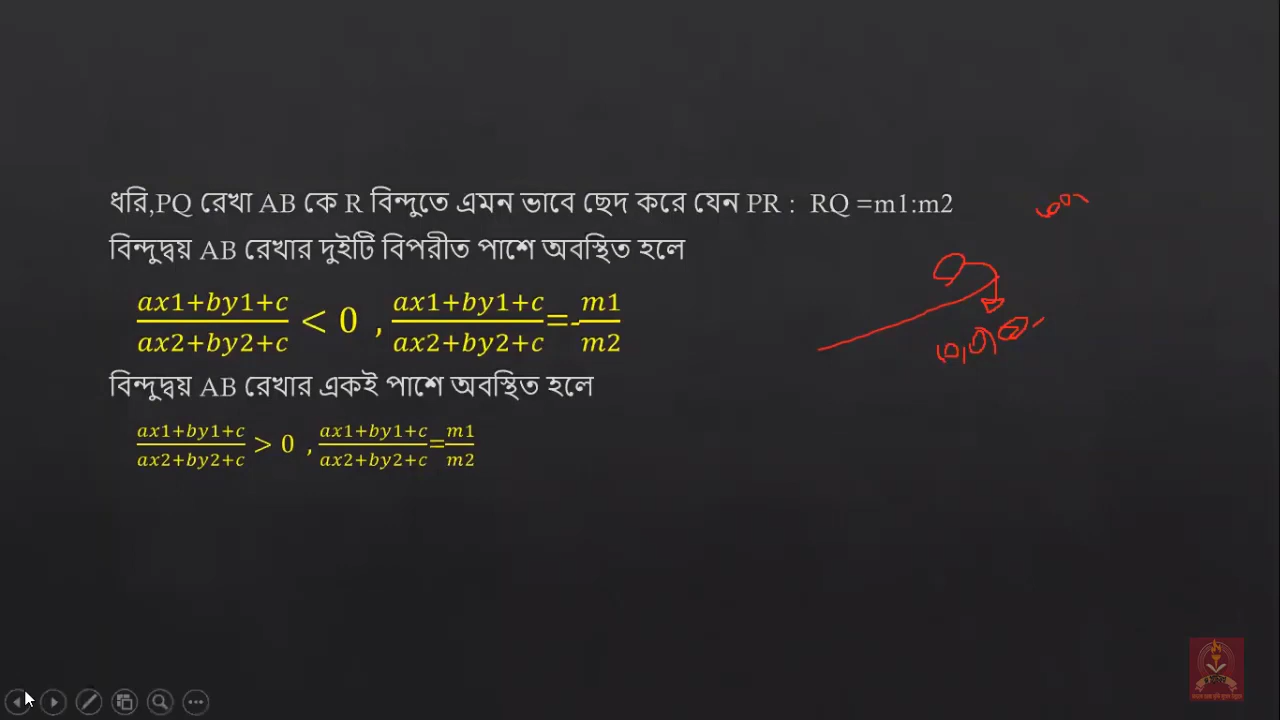 ধরি,PQ রেখা AB কে R বিন্দুতে এমন ভাবে ছেদ করে যেন PR : RQ =m1:m2
বিন্দুদ্বয় AB রেখার দুইটি বিপরীত পাশে অবস্থিত হলে
ax1+by1+c/ax2+by2+c < 0 , ax1+by1+c/ax2+by2+c=-m1/m2
বিন্দুদ্বয় AB রেখার একই পাশে অবস্থিত হলে
ax1+by1+c/ax2+by2+c > 0 , ax1+by1+c/ax2+by2+c=m1/m2